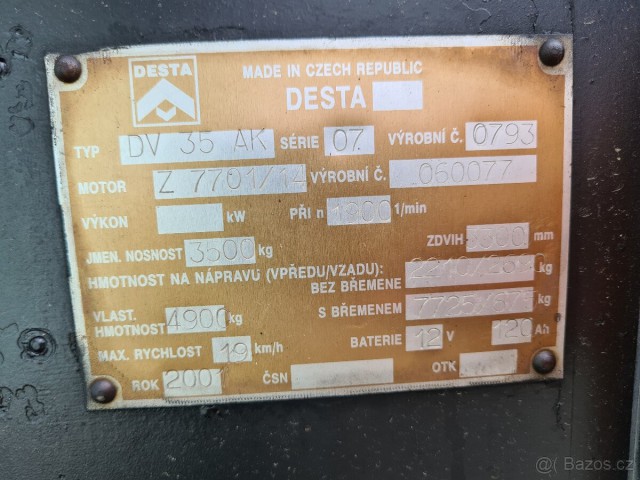 DESTA
MADE IN CZECH REPUBLIC
DESTA
TYP DV 35 AK SÉRIE 07 VÝROBNÍ Č. 0793
MOTOR Z 7701/14 VÝROBNÍ Č. 060077
VÝKON kW PŘI n 1/min
JMEN. NOSNOST 3500 kg ZDVIH mm
HMOTNOST NA NÁPRAVU (VPŘEDU/VZADU):
BEZ BŘEMENE kg
VLAST. HMOTNOST 4900 kg S BŘEMENEM kg
MAX. RYCHLOST 19 km/h BATERIE 12 V 120 Ah
ROK 2001 ČSN OTK
© Bazos.cz